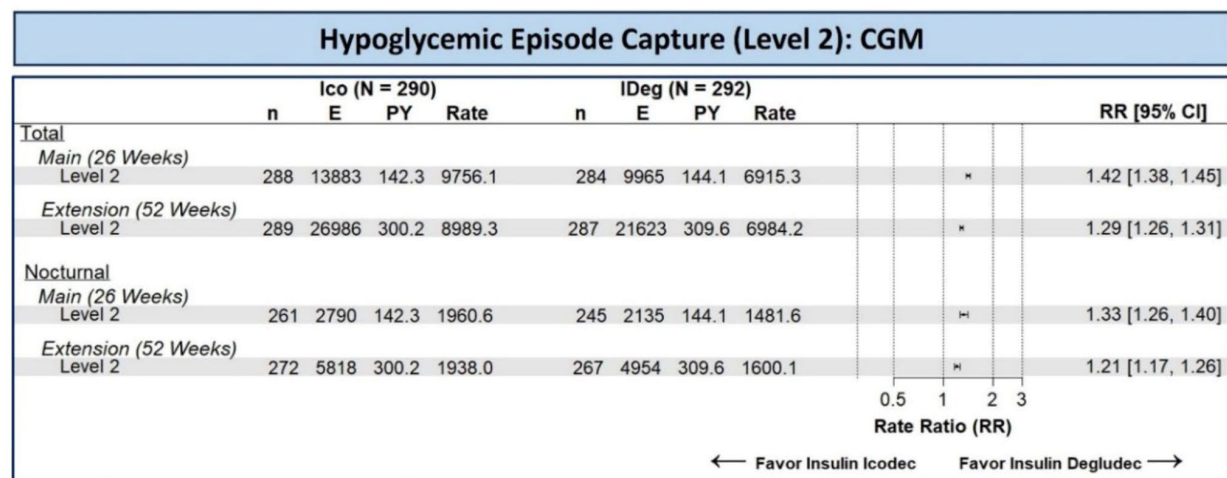 Hypoglycemic Episode Capture (Level 2): CGM
Ico (N = 290) IDeg (N = 292)
n E PY Rate n E PY Rate RR [95% CI]
Total
Main (26 Weeks)
Level 2 288 13883 142.3 9756.1 284 9965 144.1 6915.3 1.42 [1.38, 1.45]
Extension (52 Weeks)
Level 2 289 26986 300.2 8989.3 287 21623 309.6 6984.2 1.29 [1.26, 1.31]
Nocturnal
Main (26 Weeks)
Level 2 261 2790 142.3 1960.6 245 2135 144.1 1481.6 1.33 [1.26, 1.40]
Extension (52 Weeks)
Level 2 272 5818 300.2 1938.0 267 4954 309.6 1600.1 1.21 [1.17, 1.26]
0.5 1 2 3
Rate Ratio (RR)
← Favor Insulin Icodec Favor Insulin Degludec →